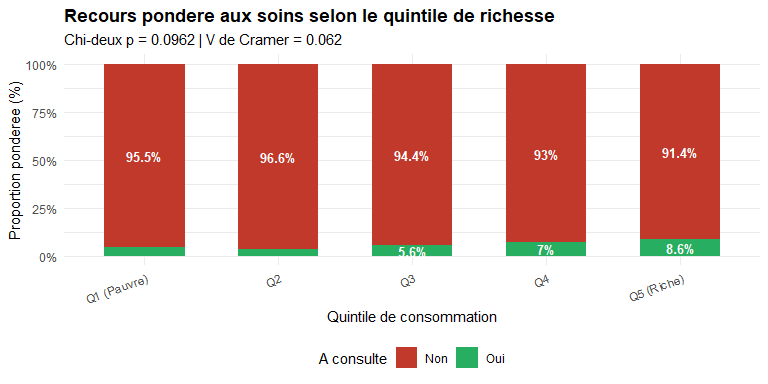 Recours pondere aux soins selon le quintile de richesse
Chi-deux p = 0.0962 | V de Cramer = 0.062
Proportion ponderee (%)
100%
75%
50%
25%
0%
95.5%
96.6%
94.4%
93%
91.4%
5.6%
7%
8.6%
Q1 (Pauvre)
Q2
Q3
Q4
Q5 (Riche)
Quintile de consommation
A consulte
Non
Oui